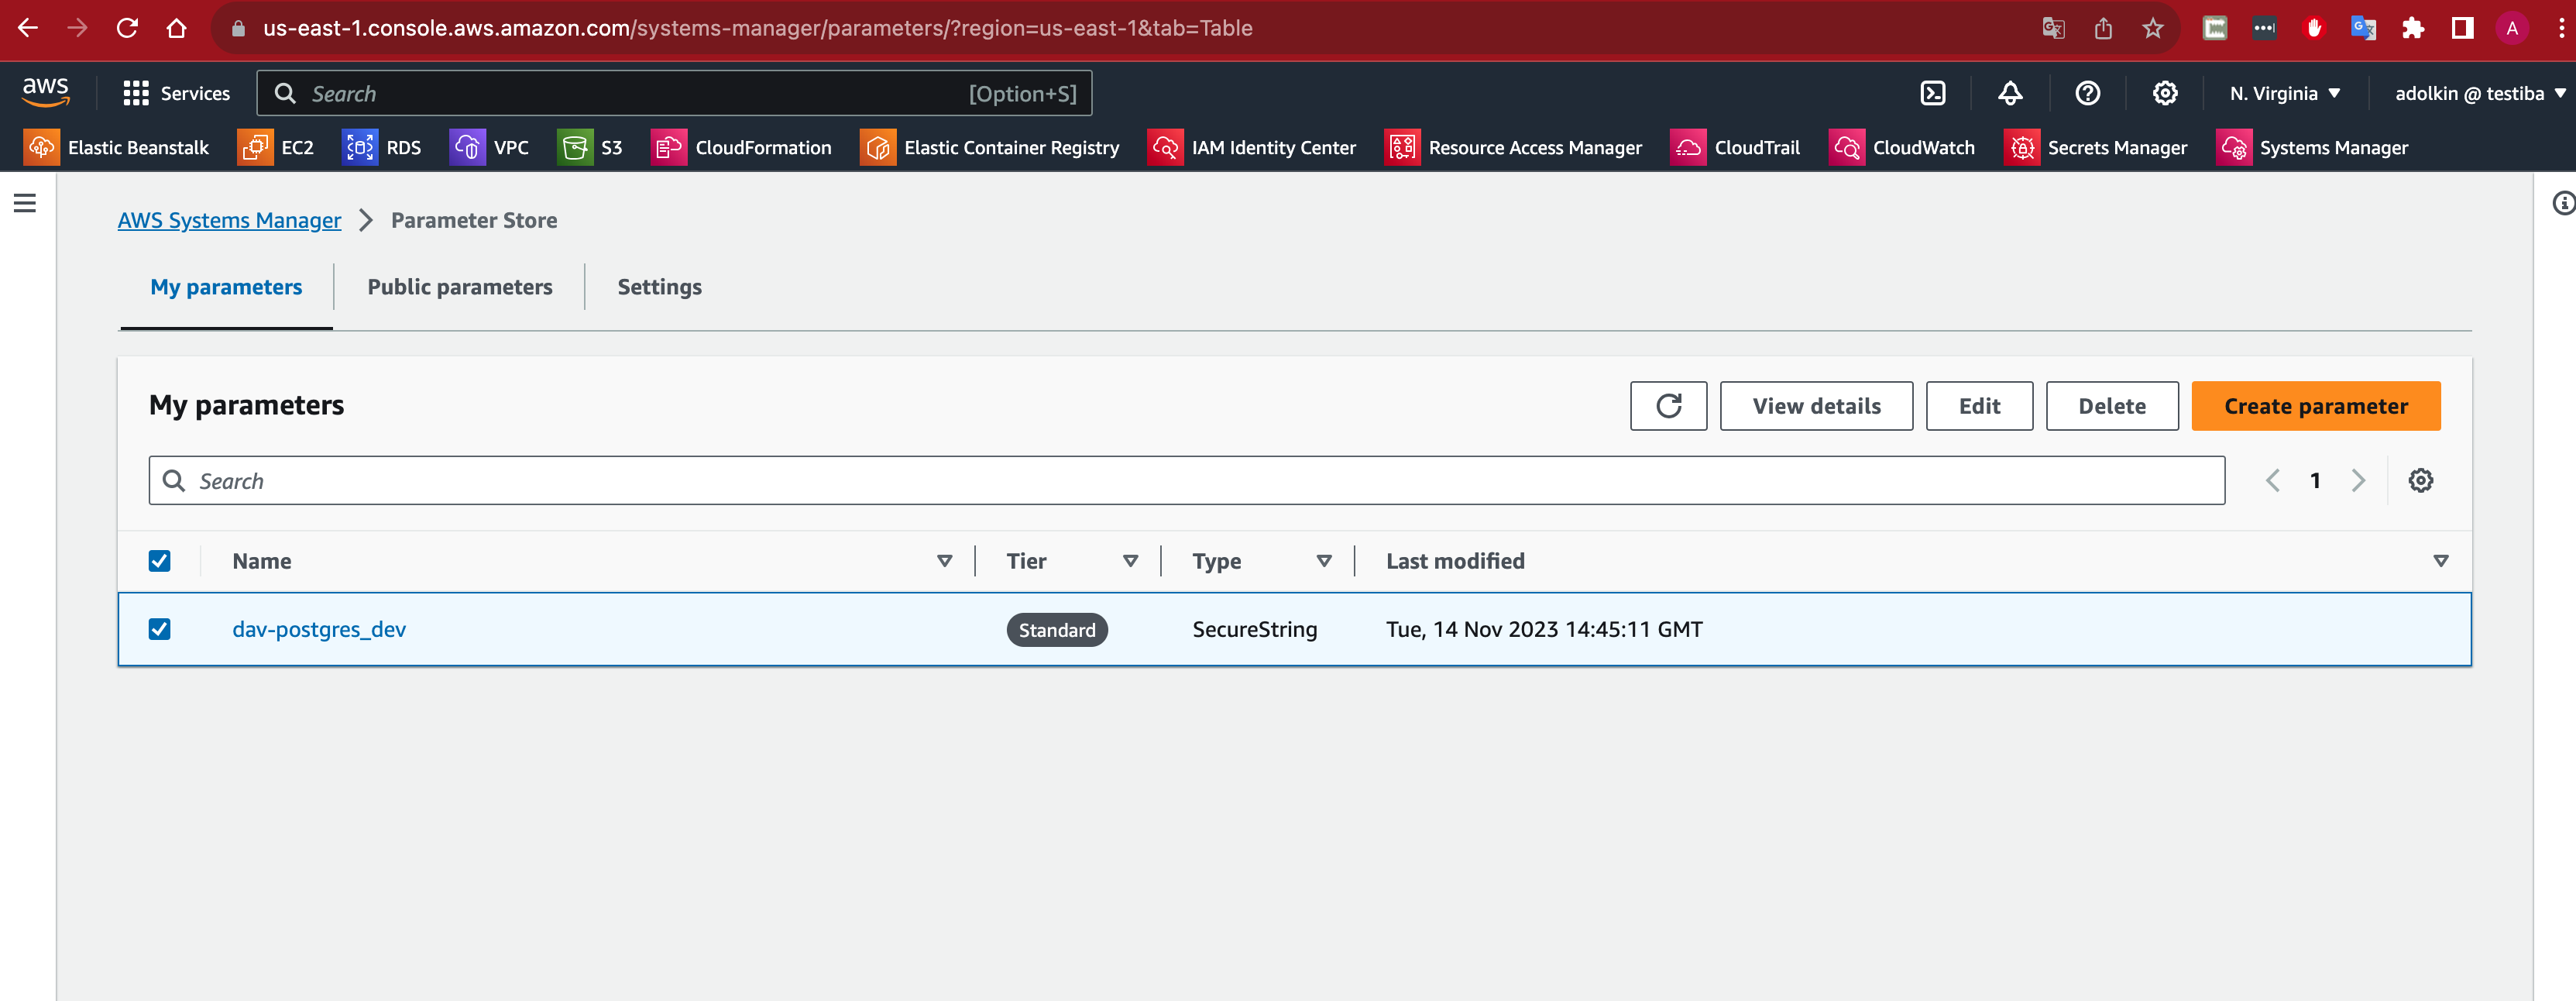 us-east-1.console.aws.amazon.com/systems-manager/parameters/?region=us-east-1&tab=Table
A
aws Services Search [Option+S] N. Virginia adolkin @ testiba
Elastic Beanstalk EC2 RDS VPC S3 CloudFormation Elastic Container Registry IAM Identity Center Resource Access Manager CloudTrail CloudWatch Secrets Manager Systems Manager
AWS Systems Manager Parameter Store
My parameters Public parameters Settings
My parameters View details Edit Delete Create parameter
Search 1
Name Tier Type Last modified
dav-postgres_dev Standard SecureString Tue, 14 Nov 2023 14:45:11 GMT